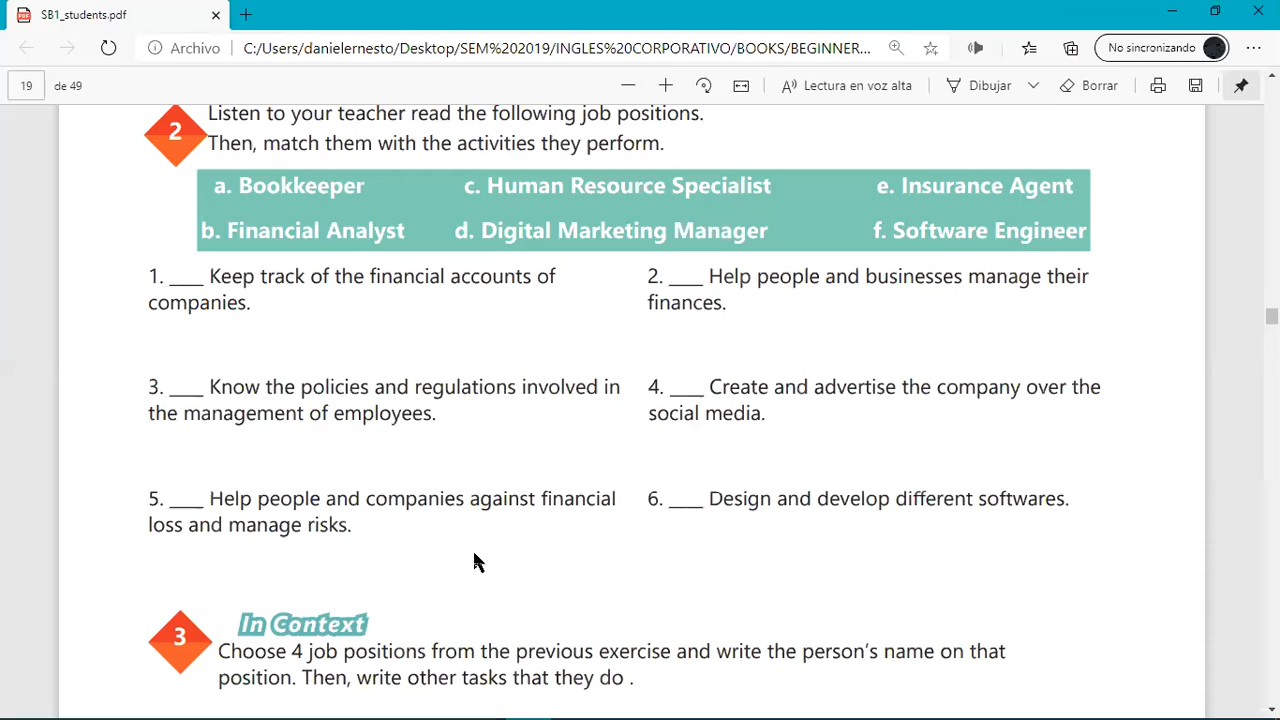 SB1_students.pdf
Archivo C:/Users/danielernesto/Desktop/SEM%202019/INGLES%20CORPORATIVO/BOOKS/BEGINNER... No sincronizando
19 de 49 Lectura en voz alta Dibujar Borrar
2
Listen to your teacher read the following job positions.
Then, match them with the activities they perform.
a. Bookkeeper c. Human Resource Specialist e. Insurance Agent
b. Financial Analyst d. Digital Marketing Manager f. Software Engineer
1. ___ Keep track of the financial accounts of
companies.
2. ___ Help people and businesses manage their
finances.
3. ___ Know the policies and regulations involved in
the management of employees.
4. ___ Create and advertise the company over the
social media.
5. ___ Help people and companies against financial
loss and manage risks.
6. ___ Design and develop different softwares.
3
In Context
Choose 4 job positions from the previous exercise and write the person's name on that
position. Then, write other tasks that they do .